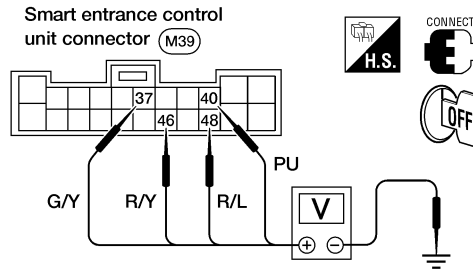 Smart entrance control
unit connector M39
H.S.
CONNECT
OFF
37 40
46 48
G/Y R/Y R/L PU
V
+ −